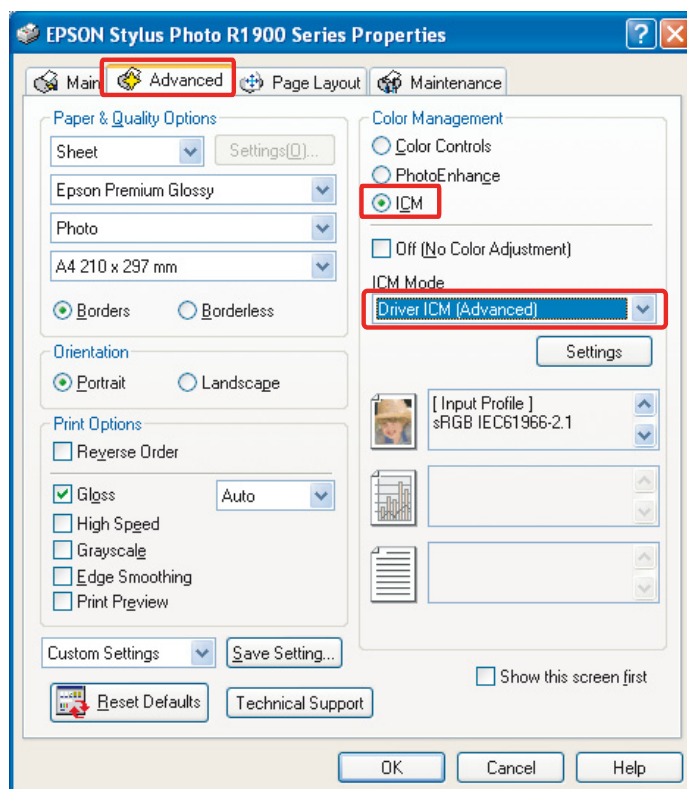 EPSON Stylus Photo R1900 Series Properties
Main
Advanced
Page Layout
Maintenance
Paper & Quality Options
Sheet
Settings(O)...
Epson Premium Glossy
Photo
A4 210 x 297 mm
Borders
Borderless
Orientation
Portrait
Landscape
Print Options
Reverse Order
Gloss
Auto
High Speed
Grayscale
Edge Smoothing
Print Preview
Color Management
Color Controls
PhotoEnhance
ICM
Off (No Color Adjustment)
ICM Mode
Driver ICM (Advanced)
Settings
[ Input Profile ]
sRGB IEC61966-2.1
Custom Settings
Save Setting...
Reset Defaults
Technical Support
Show this screen first
OK
Cancel
Help